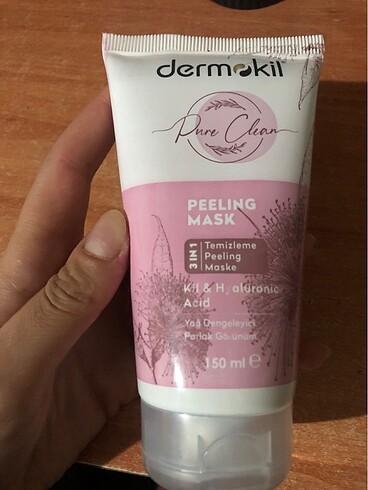 dermokil
Pure Clean
PEELING
MASK
3 IN 1
Temizleme
Peeling
Maske
Kil & H aluronic
Acid
Yağ Dengeleyici
Parlak Görünüm
150 ml e